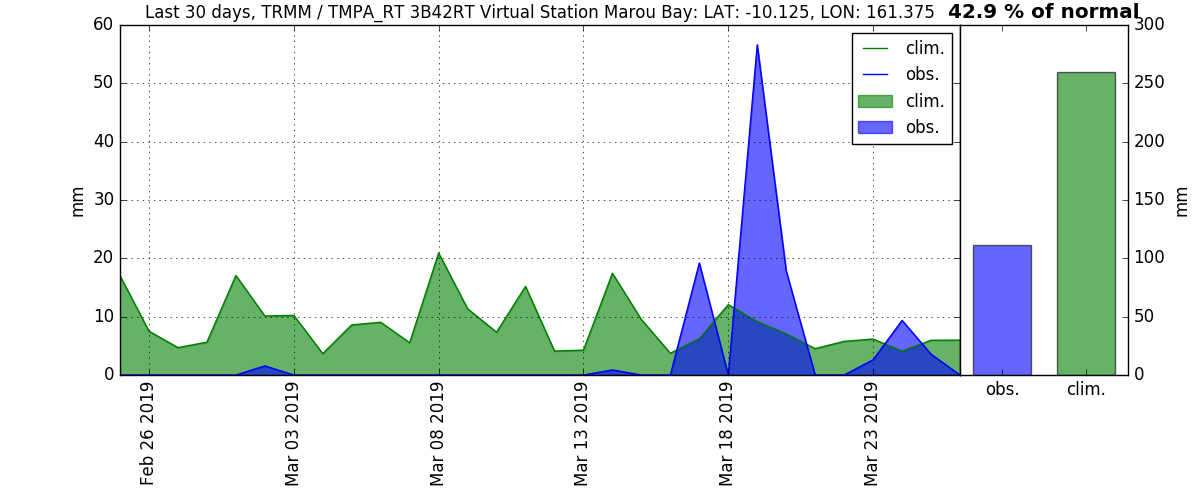 Last 30 days, TRMM / TMPA_RT 3B42RT Virtual Station Marou Bay: LAT: -10.125, LON: 161.375
42.9 % of normal
60
50
40
30
20
10
0
mm
clim.
obs.
clim.
obs.
Feb 26 2019
Mar 03 2019
Mar 08 2019
Mar 13 2019
Mar 18 2019
Mar 23 2019
300
250
200
150
100
50
0
mm
obs.
clim.